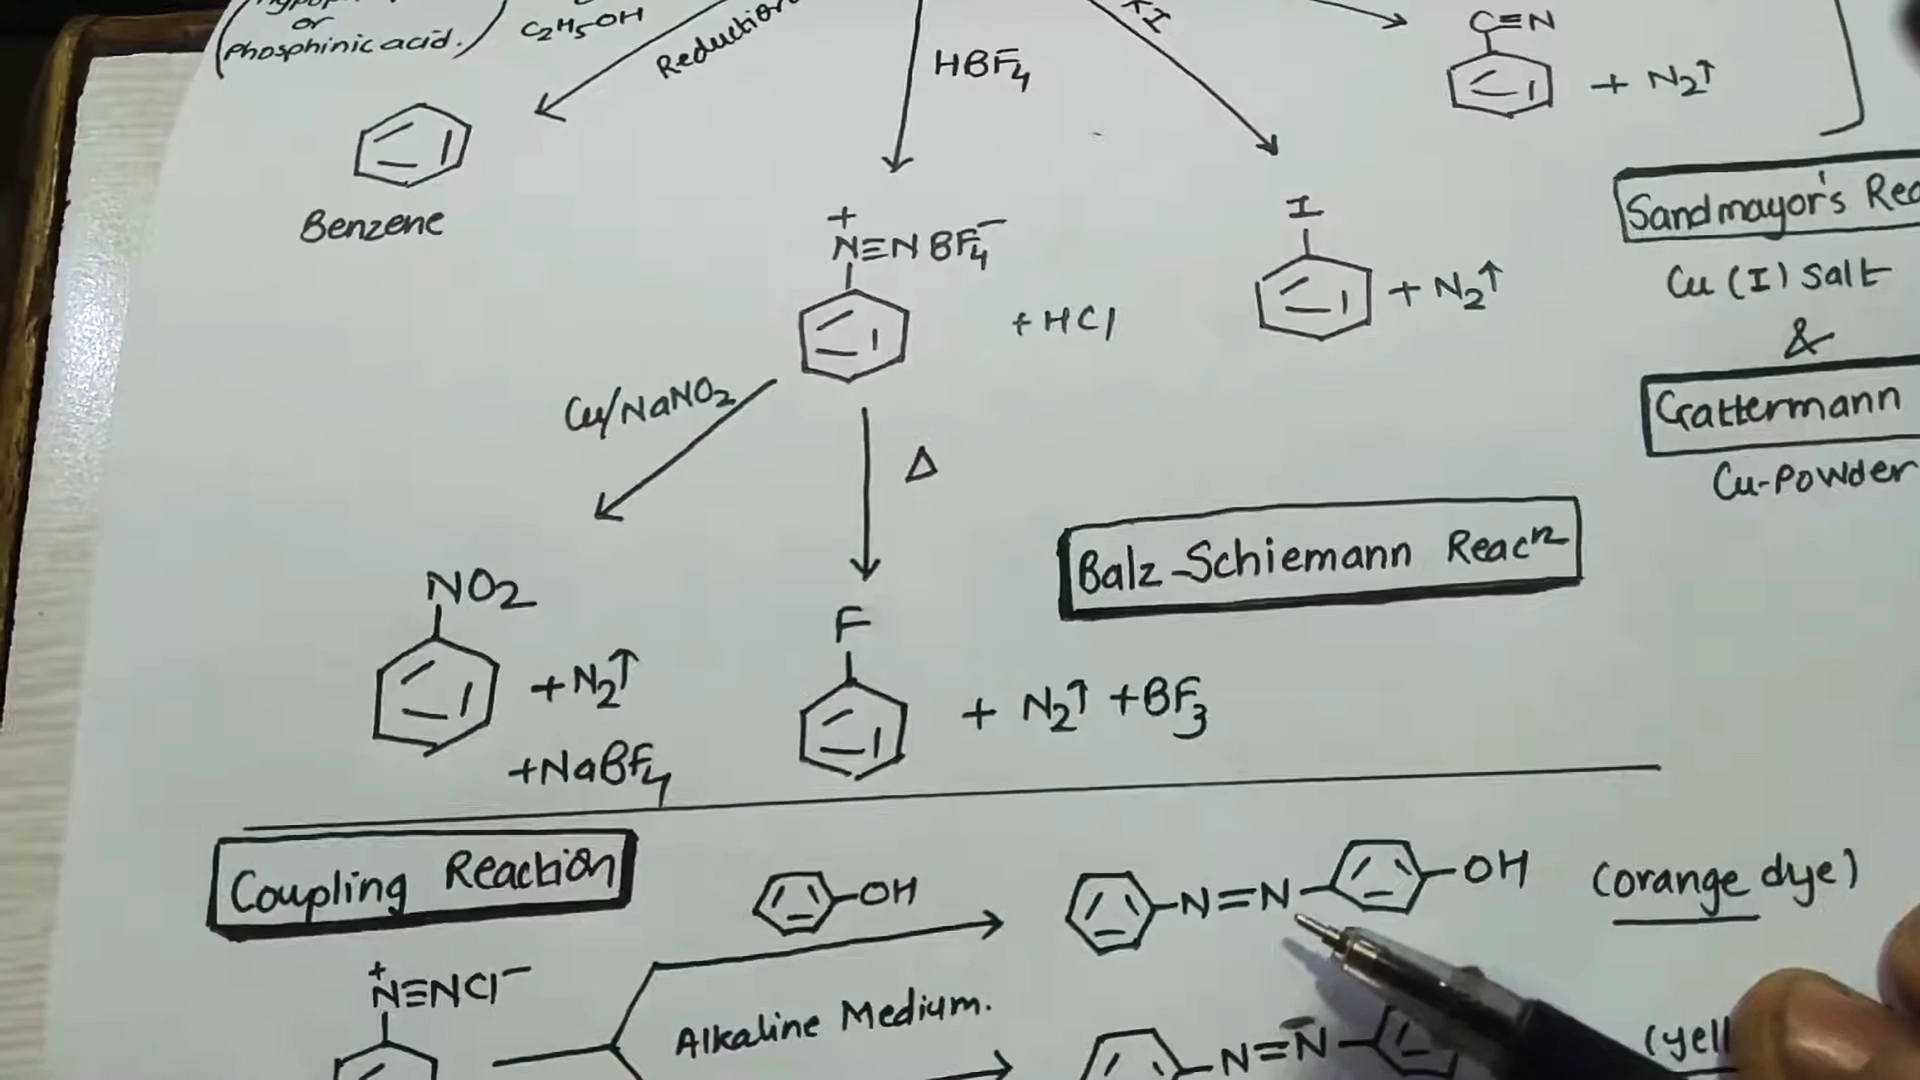 or
Phosphinic acid.)
C2H5OH
Reduction
HBF4
KI
C≡N
+ N2↑
Benzene
+
N≡N BF4−
+ HCl
I
+ N2↑
Sandmayor's
Cu (I) Salt
&
Gattermann
Cu-Powder
Cu/NaNO2
Δ
Balz-Schiemann Reacn
NO2
+ N2↑
+NaBF4
F
+ N2↑ + BF3
Coupling Reaction
-OH
-N=N- -OH (orange dye)
+
N≡NCl−
Alkaline Medium.
-N=N-